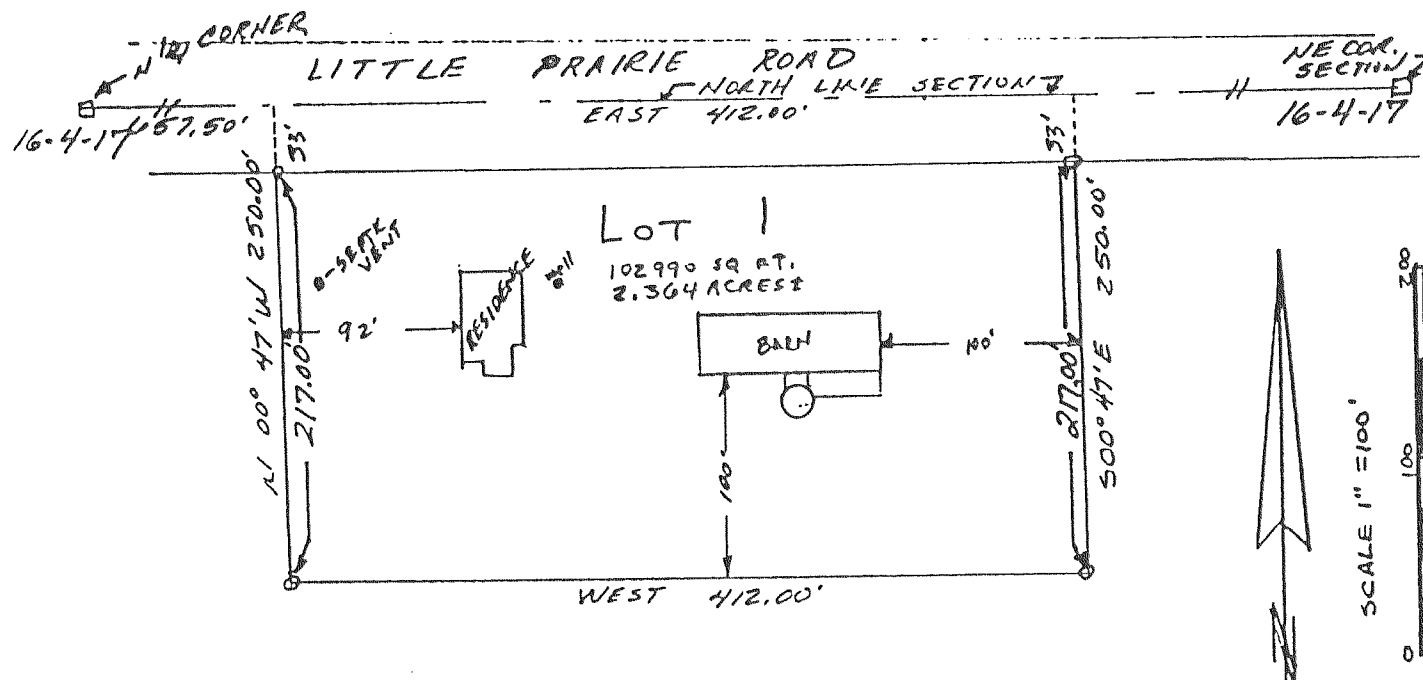 N 1/4 CORNER
LITTLE PRAIRIE ROAD
NE COR.
SECTION
NORTH LINE SECTION 7
EAST 412.00'
16-4-17
57.50'
16-4-17
33'
33'
N 00° 47' W 250.00'
217.00'
SEPTIC
VENT
92'
RESIDENCE
LOT 1
102990 SQ FT.
2.364 ACRES±
BARN
100'
100'
217.00'
S00° 47' E 250.00'
WEST 412.00'
N
SCALE 1" = 100'
200
100
0